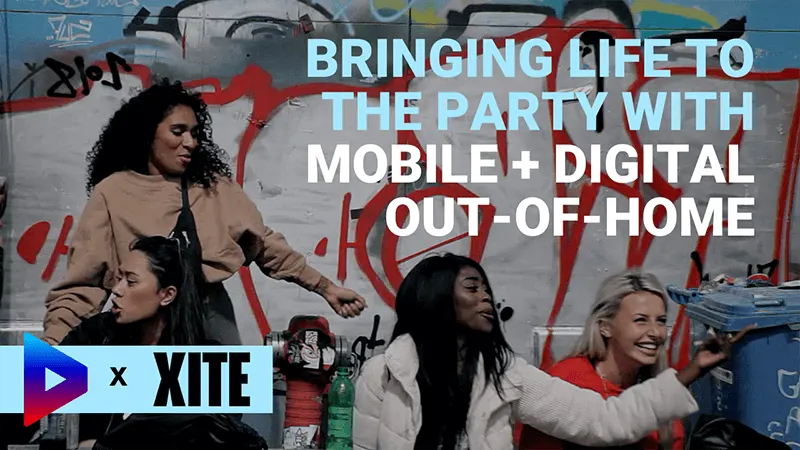 BRINGING LIFE TO
THE PARTY WITH
MOBILE + DIGITAL
OUT-OF-HOME
X XITE